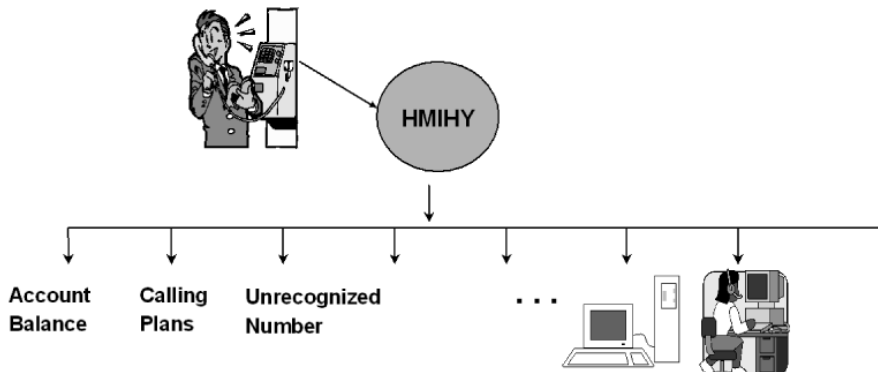 HMIHY
Account
Balance
Calling
Plans
Unrecognized
Number
. . .